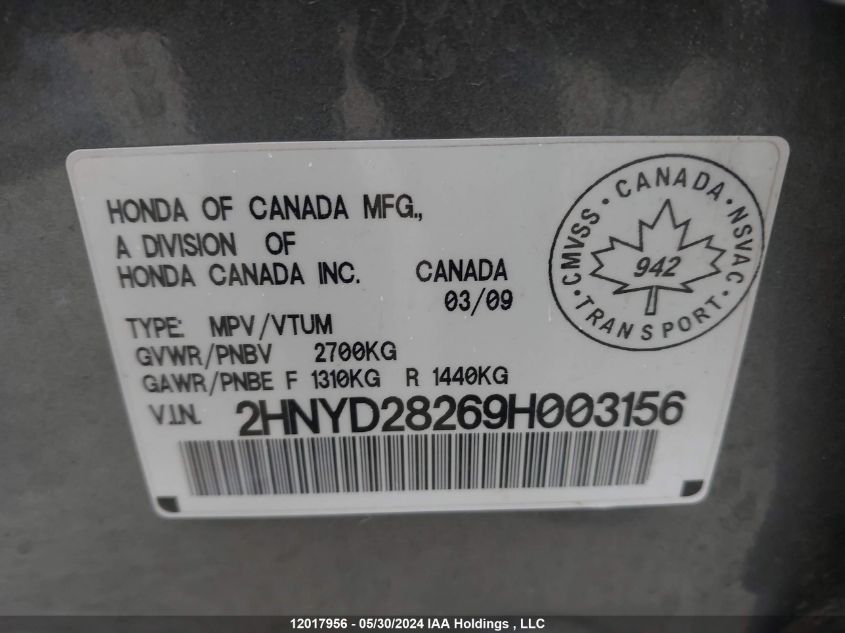 HONDA OF CANADA MFG.,
A DIVISION OF
HONDA CANADA INC. CANADA
03/09
TYPE: MPV/VTUM
GVWR/PNBV 2700KG
GAWR/PNBE F 1310KG R 1440KG
V.I.N. 2HNYD28269H003156
CMVSS • CANADA • NSVAC • TRANSPORT •
942
12017956 - 05/30/2024 IAA Holdings , LLC